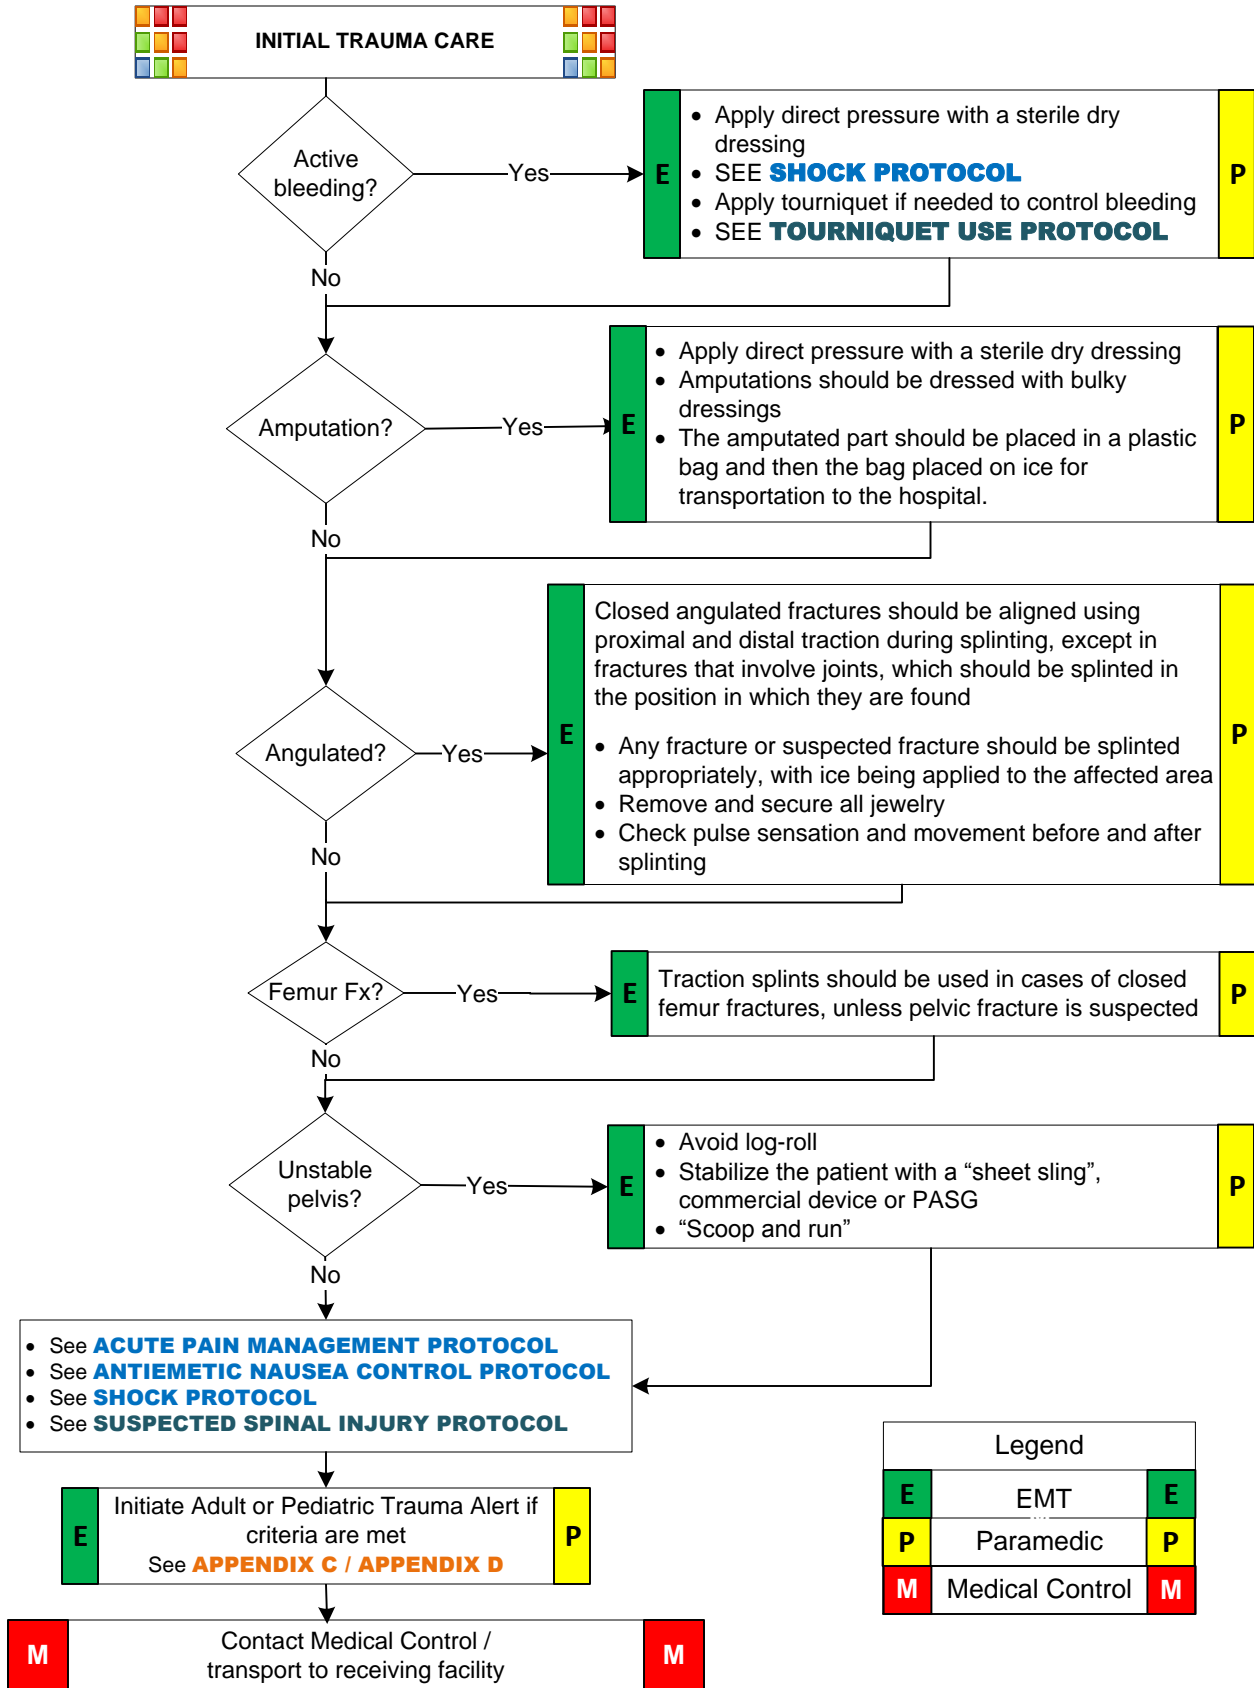 INITIAL TRAUMA CARE
Active
bleeding?
Yes
E
• Apply direct pressure with a sterile dry
dressing
• SEE SHOCK PROTOCOL
• Apply tourniquet if needed to control bleeding
• SEE TOURNIQUET USE PROTOCOL
P
No
Amputation?
Yes
E
• Apply direct pressure with a sterile dry dressing
• Amputations should be dressed with bulky
dressings
• The amputated part should be placed in a plastic
bag and then the bag placed on ice for
transportation to the hospital.
P
No
Angulated?
Yes
E
Closed angulated fractures should be aligned using
proximal and distal traction during splinting, except in
fractures that involve joints, which should be splinted in
the position in which they are found
• Any fracture or suspected fracture should be splinted
appropriately, with ice being applied to the affected area
• Remove and secure all jewelry
• Check pulse sensation and movement before and after
splinting
P
No
Femur Fx?
Yes
E
Traction splints should be used in cases of closed
femur fractures, unless pelvic fracture is suspected
P
No
Unstable
pelvis?
Yes
E
• Avoid log-roll
• Stabilize the patient with a “sheet sling”,
commercial device or PASG
• “Scoop and run”
P
No
• See ACUTE PAIN MANAGEMENT PROTOCOL
• See ANTIEMETIC NAUSEA CONTROL PROTOCOL
• See SHOCK PROTOCOL
• See SUSPECTED SPINAL INJURY PROTOCOL
E
Initiate Adult or Pediatric Trauma Alert if
criteria are met
See APPENDIX C / APPENDIX D
P
M
Contact Medical Control /
transport to receiving facility
M
Legend
E EMT E
P Paramedic P
M Medical Control M